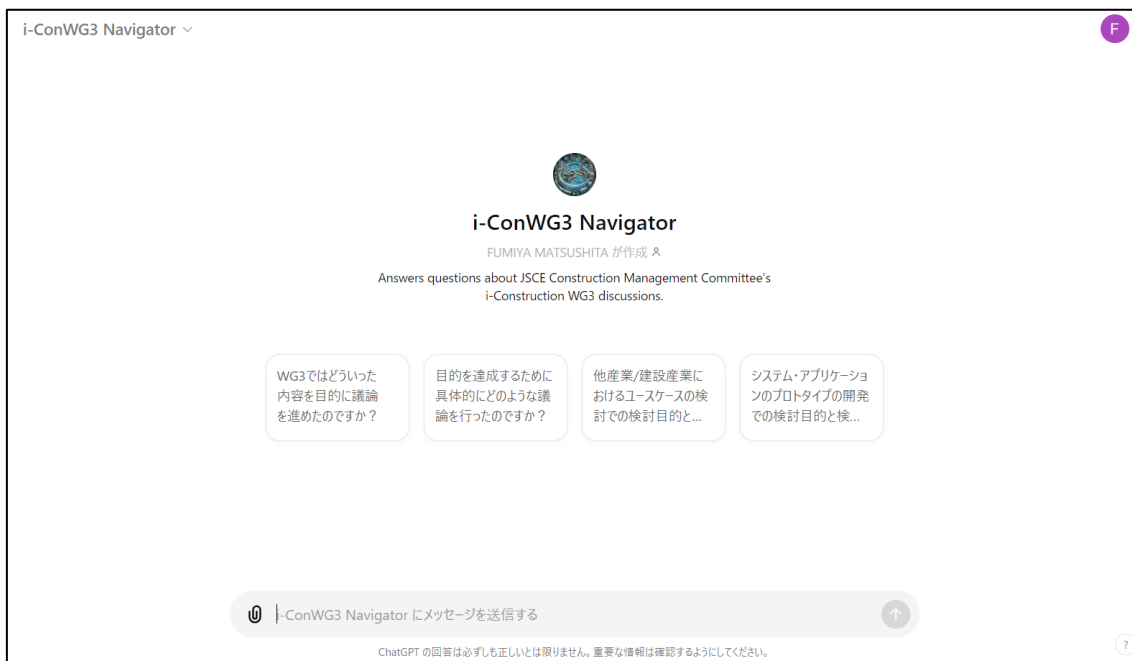 i-ConWG3 Navigator
F
i-ConWG3 Navigator
FUMIYA MATSUSHITA が作成
Answers questions about JSCE Construction Management Committee's
i-Construction WG3 discussions.
WG3ではどういった
内容を目的に議論
を進めたのですか？
目的を達成するために
具体的にどのような議
論を行ったのですか？
他産業/建設産業に
おけるユースケースの検
討での検討目的と...
システム・アプリケーショ
ンのプロトタイプの開発
での検討目的と検...
i-ConWG3 Navigator にメッセージを送信する
ChatGPT の回答は必ずしも正しいとは限りません。重要な情報は確認するようにしてください。
?